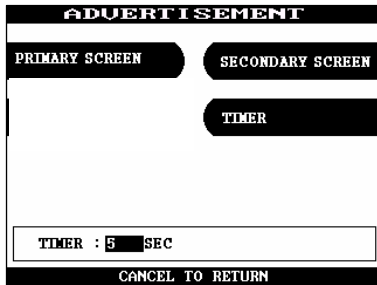 ADVERTISEMENT
PRIMARY SCREEN
SECONDARY SCREEN
TIMER
TIMER : 5 SEC
CANCEL TO RETURN